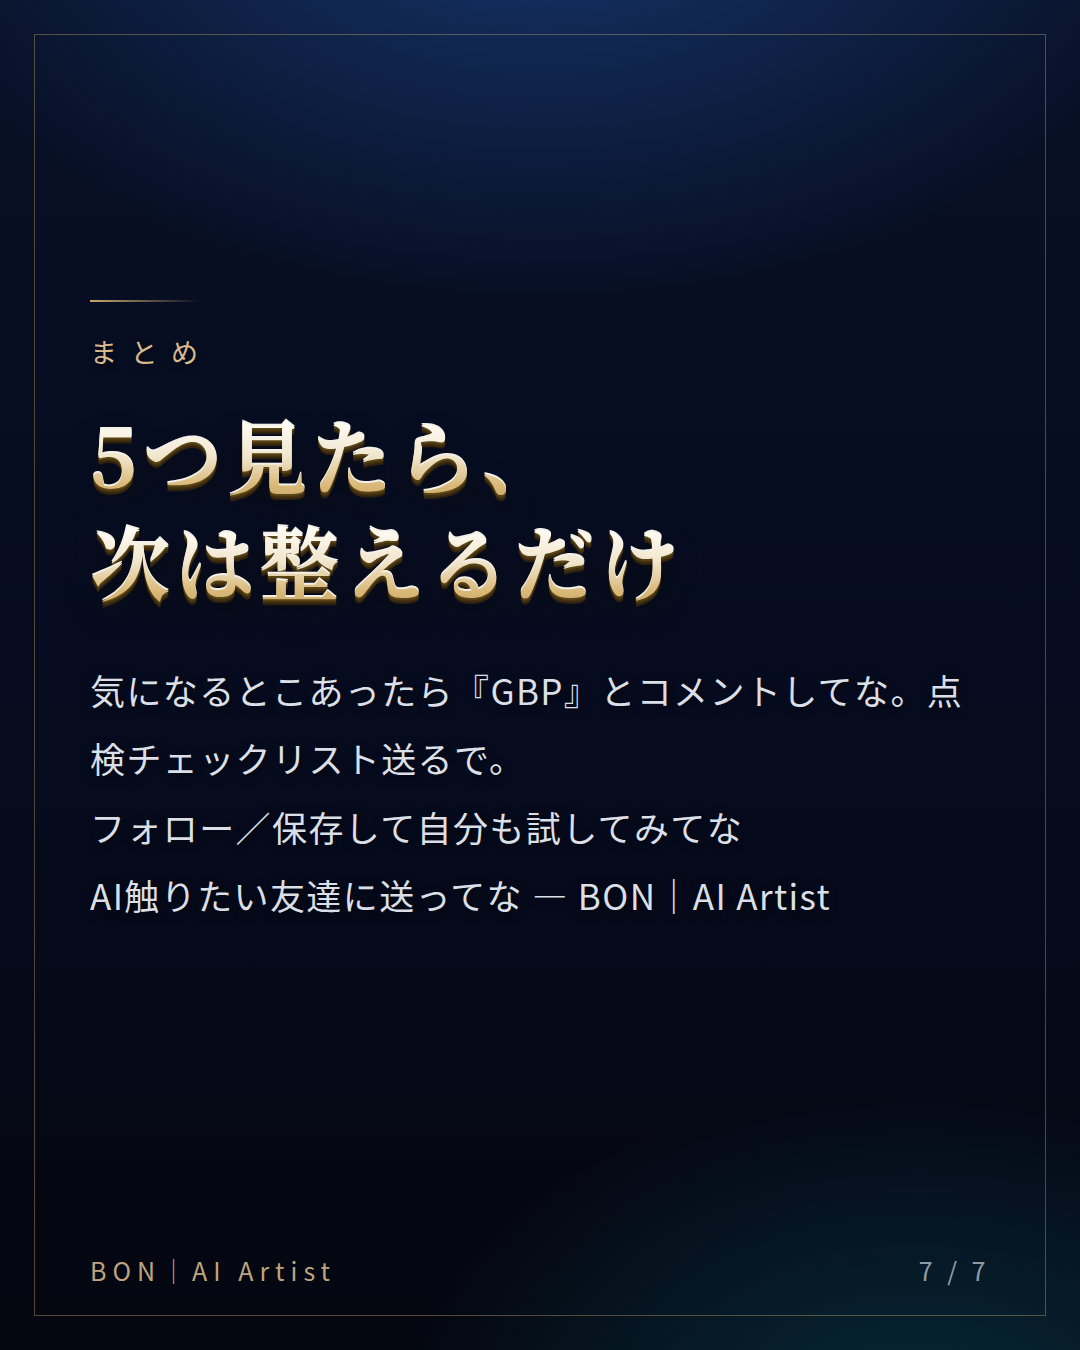 まとめ
5つ見たら、
次は整えるだけ
気になるとこあったら『GBP』とコメントしてな。点
検チェックリスト送るで。
フォロー／保存して自分も試してみてな
AI触りたい友達に送ってな — BON｜AI Artist
BON｜AI Artist
7 / 7